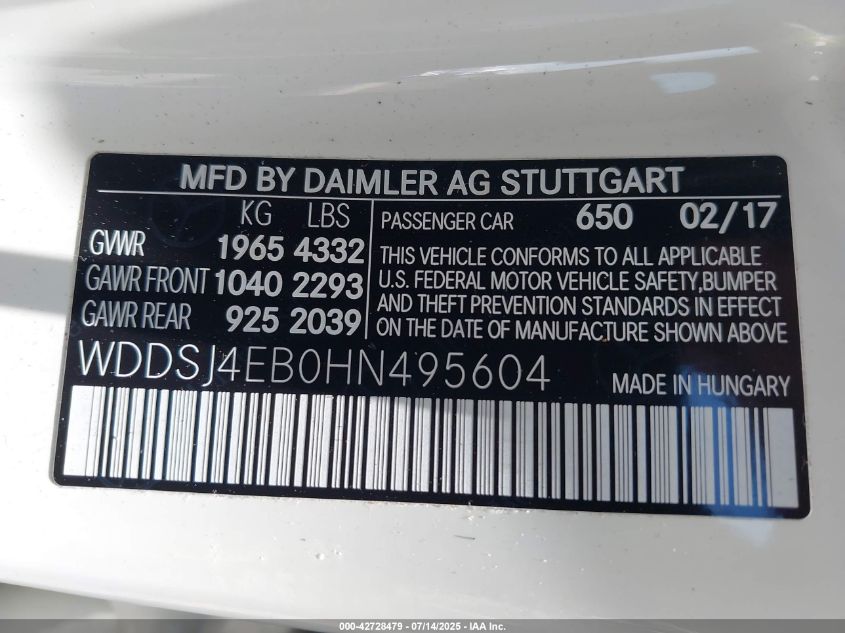 MFD BY DAIMLER AG STUTTGART
KG LBS
GVWR 1965 4332
GAWR FRONT 1040 2293
GAWR REAR 925 2039
PASSENGER CAR 650 02/17
THIS VEHICLE CONFORMS TO ALL APPLICABLE
U.S. FEDERAL MOTOR VEHICLE SAFETY,BUMPER
AND THEFT PREVENTION STANDARDS IN EFFECT
ON THE DATE OF MANUFACTURE SHOWN ABOVE
WDDSJ4EB0HN495604
MADE IN HUNGARY
000-42728479 - 07/14/2025 - IAA Inc.